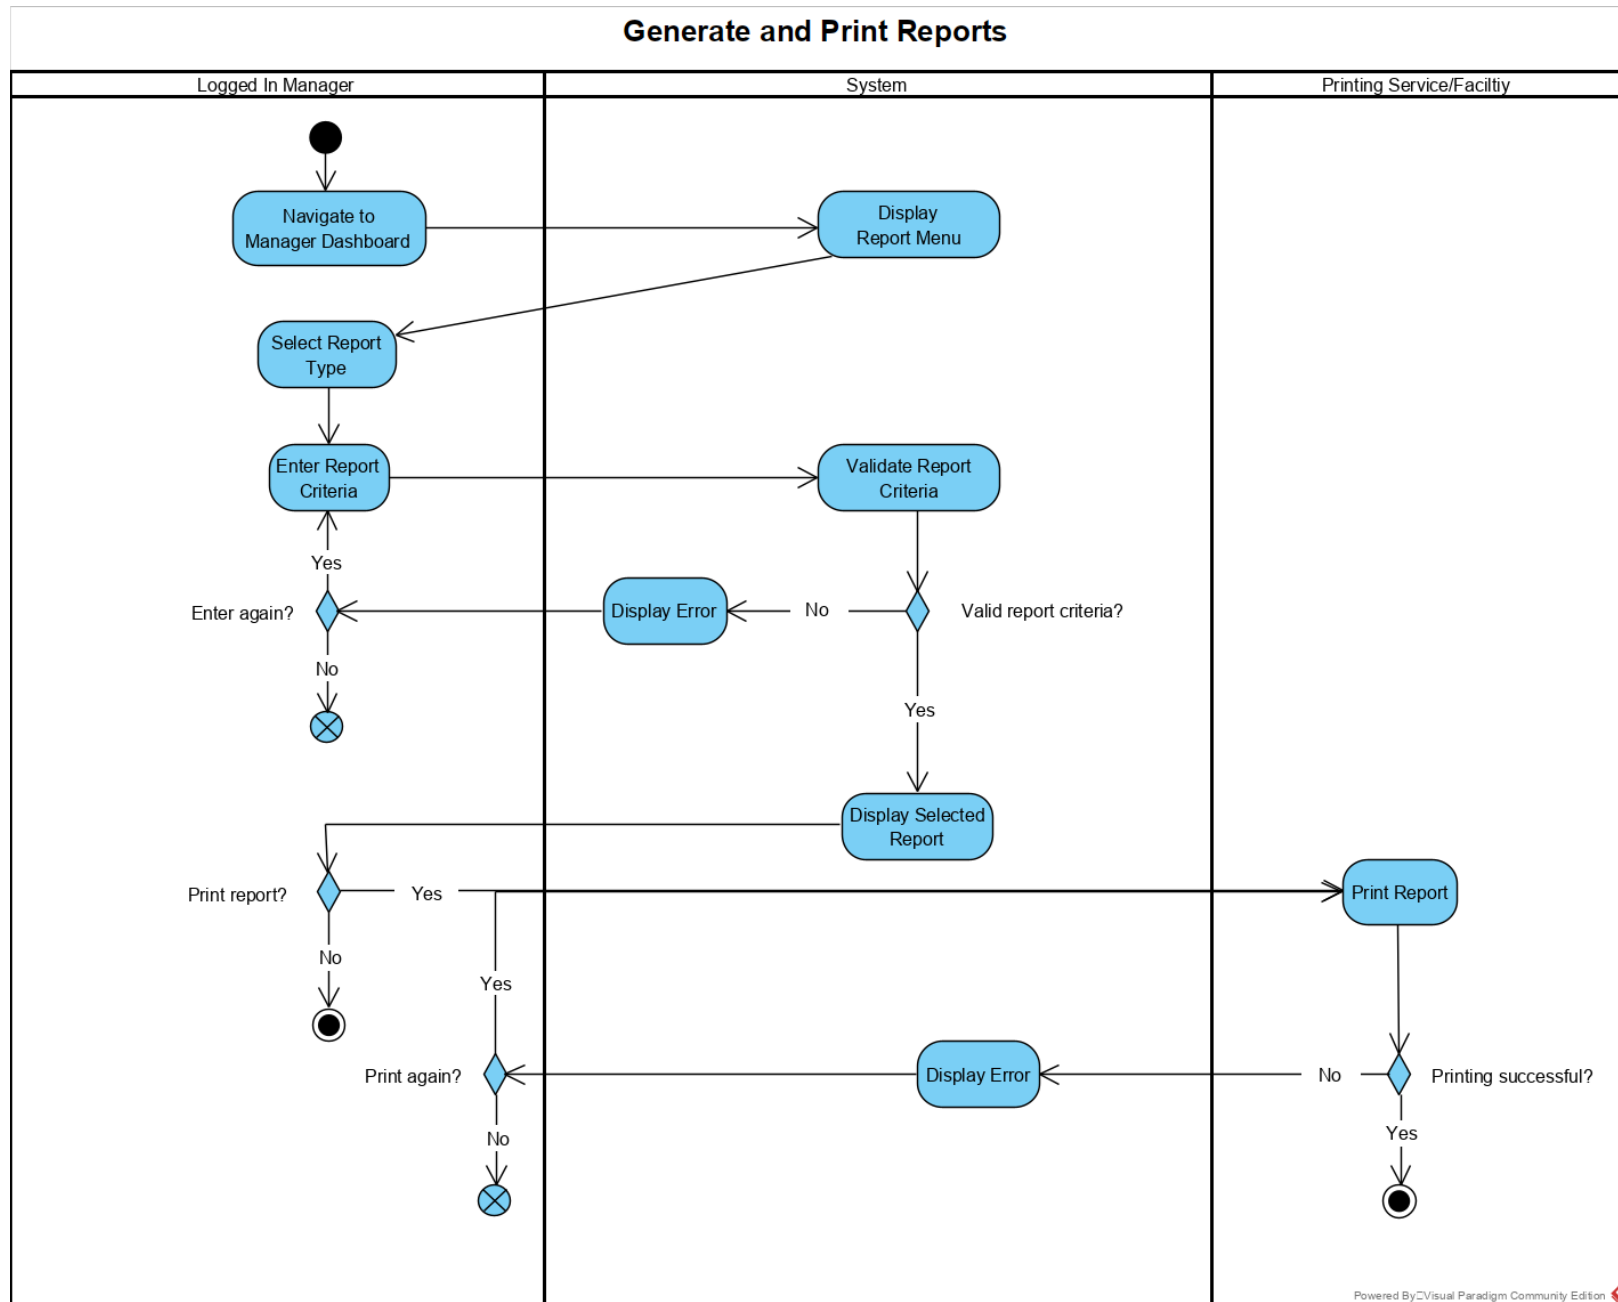 Generate and Print Reports
Logged In Manager
System
Printing Service/Faciltiy
Navigate to
Manager Dashboard
Display
Report Menu
Select Report
Type
Enter Report
Criteria
Validate Report
Criteria
Yes
Enter again?
Display Error
No
Valid report criteria?
No
Yes
Display Selected
Report
Print report?
Yes
Print Report
No
Yes
Print again?
Display Error
No
Printing successful?
No
Yes
Powered By Visual Paradigm Community Edition